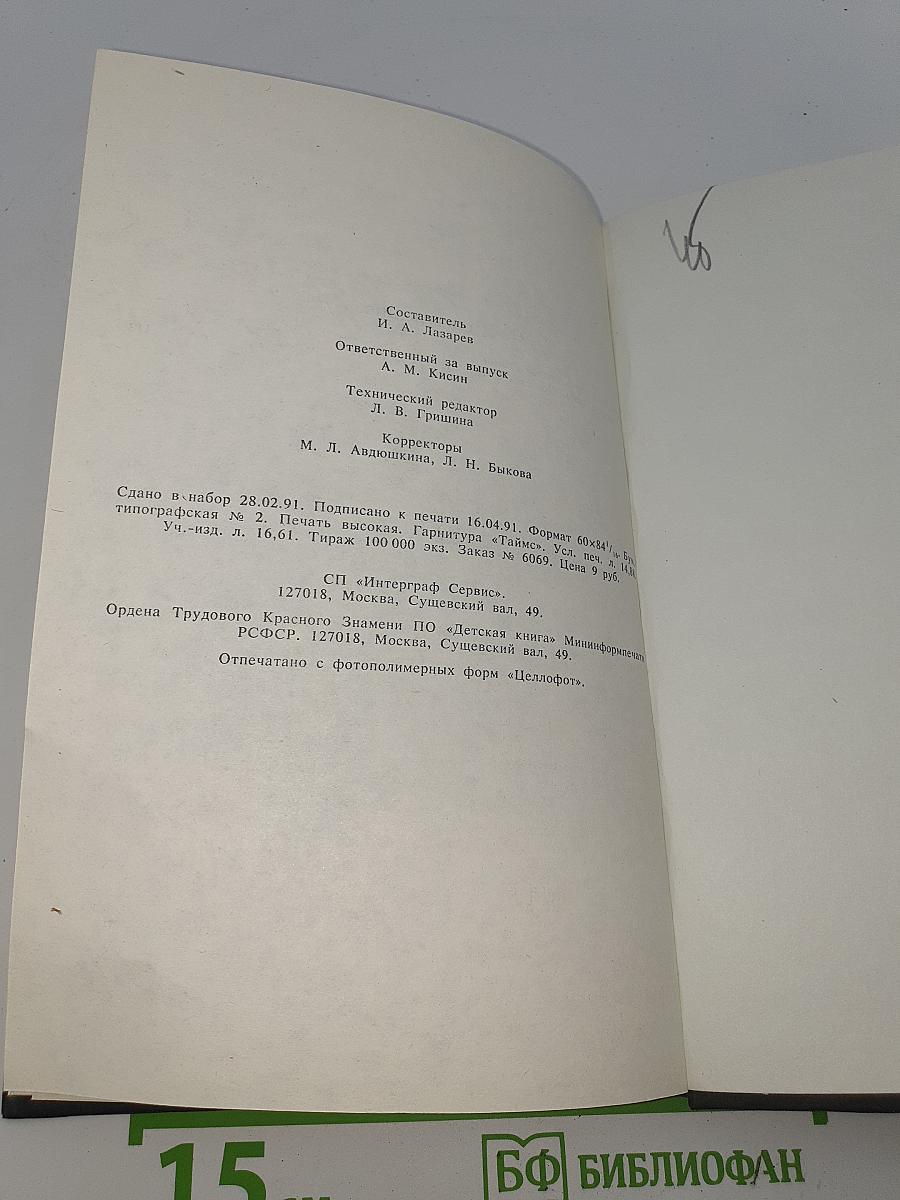 Составитель
И. А. Лазарев
Ответственный за выпуск
А. М. Кисин
Технический редактор
Л. В. Гришина
Корректоры
М. Л. Авдюшкина, Л. Н. Быкова
Сдано в набор 28.02.91. Подписано к печати 16.04.91. Формат 60×84¹/₁₆.
типографская № 2. Печать высокая. Гарнитура «Таймс». Усл. печ. л.
Уч.-изд. л. 16,61. Тираж 100 000 экз. Заказ № 6069. Цена 9 руб.
СП «Интерграф Сервис».
127018, Москва, Сущевский вал, 49.
Ордена Трудового Красного Знамени ПО «Детская книга» Мининформпечати
РСФСР. 127018, Москва, Сущевский вал, 49.
Отпечатано с фотополимерных форм «Целлофот».
15
БФ БИБЛИОФАН